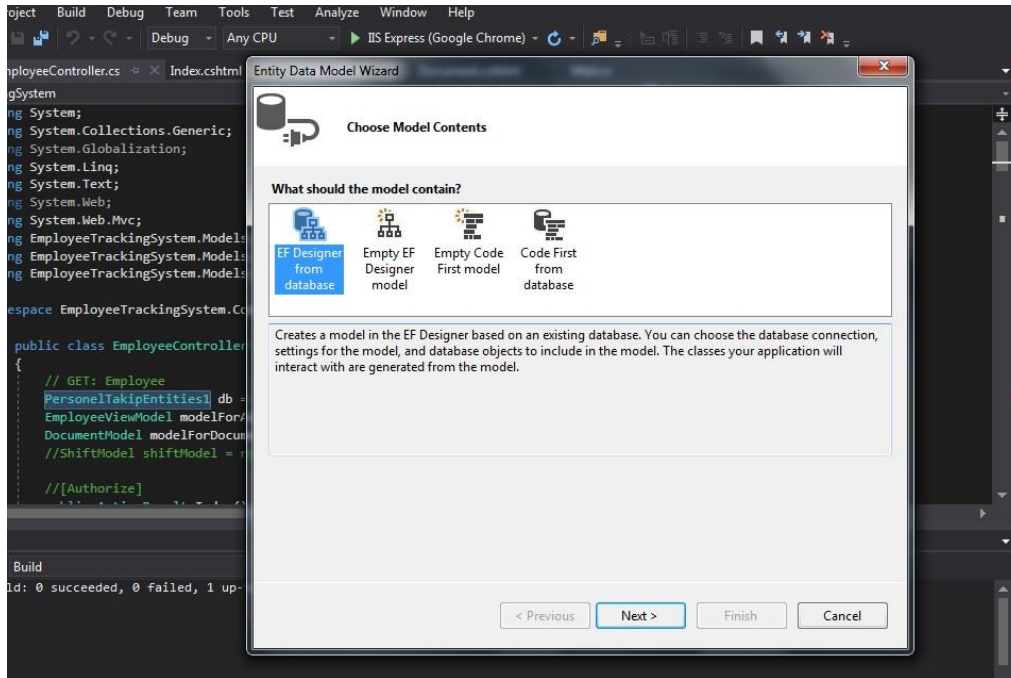 oject Build Debug Team Tools Test Analyze Window Help
Debug Any CPU IIS Express (Google Chrome)
mployeeController.cs Index.cshtml
Entity Data Model Wizard
gSystem
ng System;
ng System.Collections.Generic;
ng System.Globalization;
ng System.Linq;
ng System.Text;
ng System.Web;
ng System.Web.Mvc;
ng EmployeeTrackingSystem.Models
ng EmployeeTrackingSystem.Models
ng EmployeeTrackingSystem.Models
espace EmployeeTrackingSystem.Co
public class EmployeeController
{
// GET: Employee
PersonelTakipEntities1 db =
EmployeeViewModel modelForA
DocumentModel modelForDocum
//ShiftModel shiftModel = n
//[Authorize]
Choose Model Contents
What should the model contain?
EF Designer from database
Empty EF Designer model
Empty Code First model
Code First from database
Creates a model in the EF Designer based on an existing database. You can choose the database connection,
settings for the model, and database objects to include in the model. The classes your application will
interact with are generated from the model.
< Previous Next > Finish Cancel
Build
ld: 0 succeeded, 0 failed, 1 up-